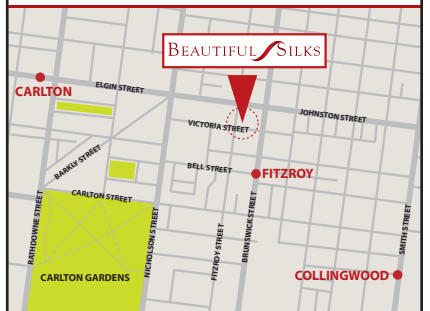 BEAUTIFUL SILKS
CARLTON
ELGIN STREET
JOHNSTON STREET
VICTORIA STREET
BARKLY STREET
BELL STREET
FITZROY
CARLTON STREET
RATHDOWNE STREET
NICHOLSON STREET
FITZROY STREET
BRUNSWICK STREET
SMITH STREET
CARLTON GARDENS
COLLINGWOOD